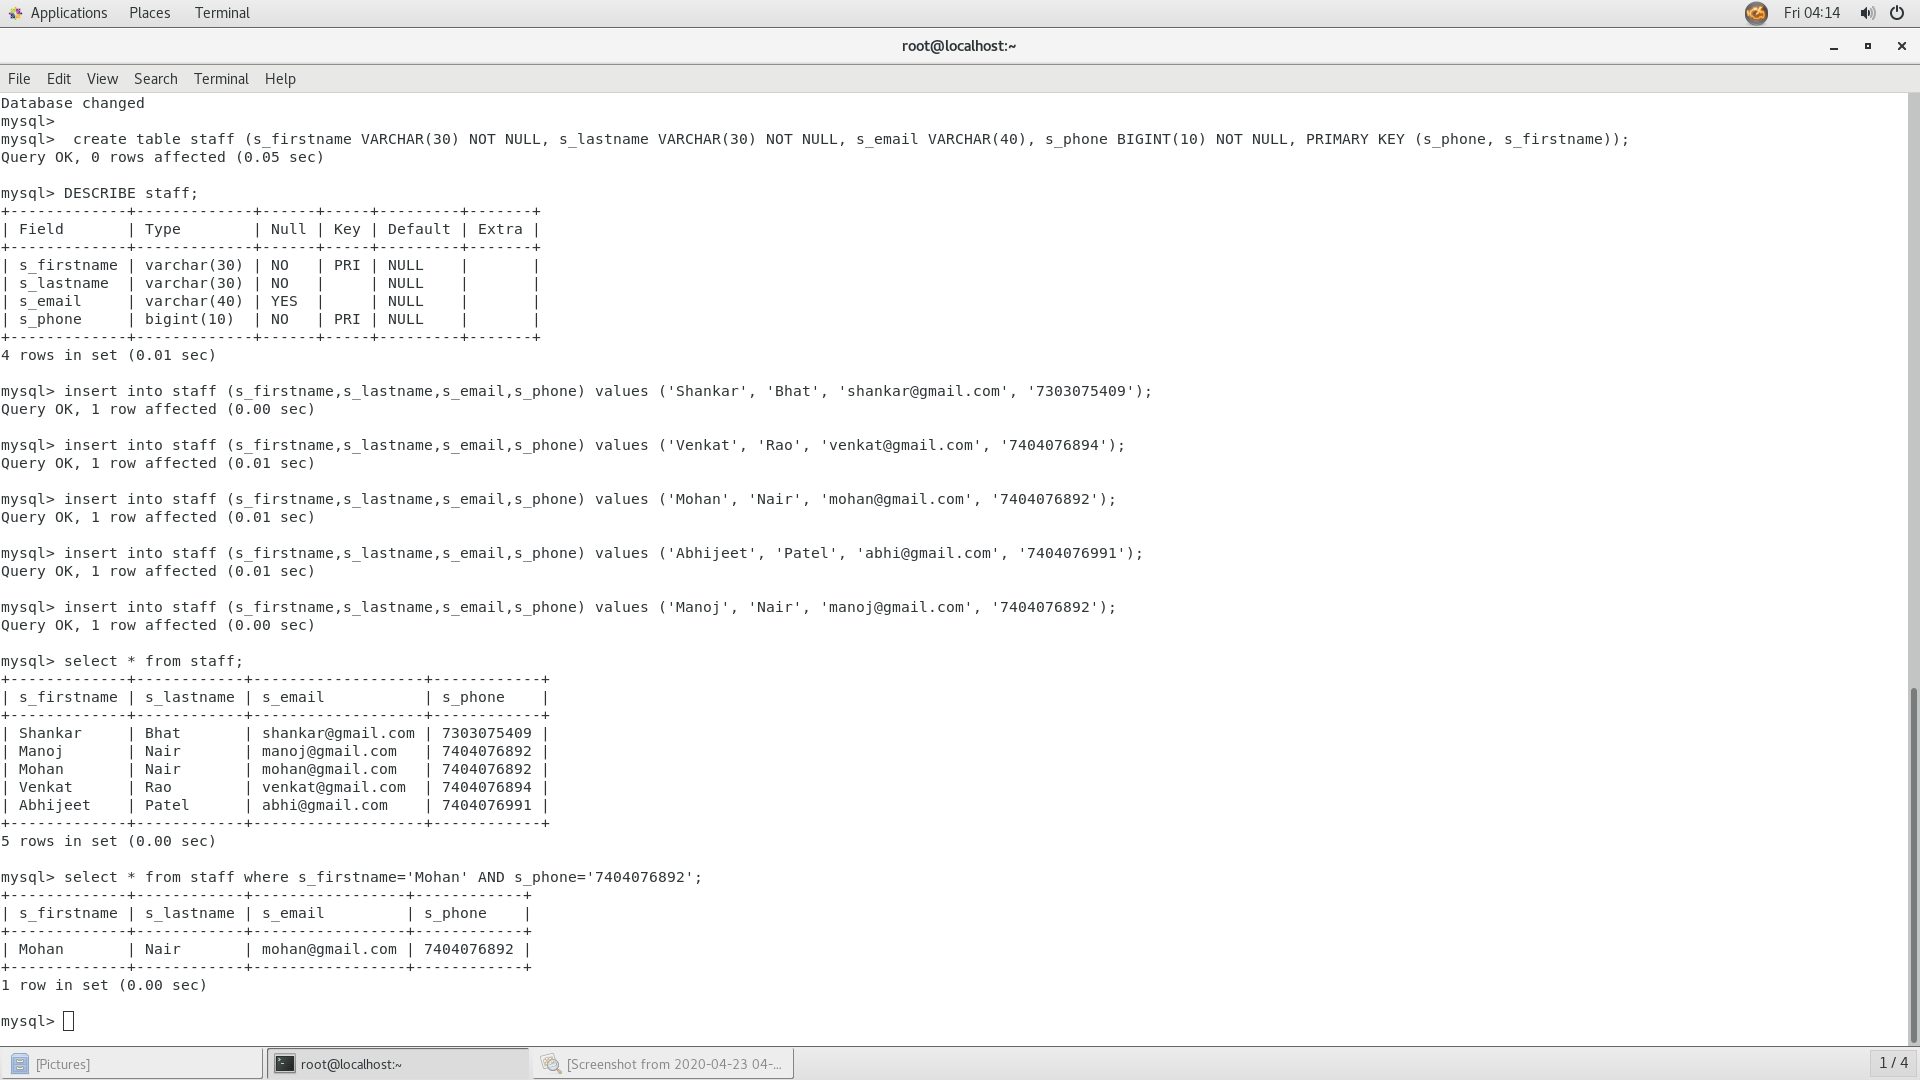 Applications Places Terminal Fri 04:14
root@localhost:~
File Edit View Search Terminal Help
Database changed
mysql>
mysql>  create table staff (s_firstname VARCHAR(30) NOT NULL, s_lastname VARCHAR(30) NOT NULL, s_email VARCHAR(40), s_phone BIGINT(10) NOT NULL, PRIMARY KEY (s_phone, s_firstname));
Query OK, 0 rows affected (0.05 sec)

mysql> DESCRIBE staff;
+-------------+-------------+------+-----+---------+-------+
| Field       | Type        | Null | Key | Default | Extra |
+-------------+-------------+------+-----+---------+-------+
| s_firstname | varchar(30) | NO   | PRI | NULL    |       |
| s_lastname  | varchar(30) | NO   |     | NULL    |       |
| s_email     | varchar(40) | YES  |     | NULL    |       |
| s_phone     | bigint(10)  | NO   | PRI | NULL    |       |
+-------------+-------------+------+-----+---------+-------+
4 rows in set (0.01 sec)

mysql> insert into staff (s_firstname,s_lastname,s_email,s_phone) values ('Shankar', 'Bhat', 'shankar@gmail.com', '7303075409');
Query OK, 1 row affected (0.00 sec)

mysql> insert into staff (s_firstname,s_lastname,s_email,s_phone) values ('Venkat', 'Rao', 'venkat@gmail.com', '7404076894');
Query OK, 1 row affected (0.01 sec)

mysql> insert into staff (s_firstname,s_lastname,s_email,s_phone) values ('Mohan', 'Nair', 'mohan@gmail.com', '7404076892');
Query OK, 1 row affected (0.01 sec)

mysql> insert into staff (s_firstname,s_lastname,s_email,s_phone) values ('Abhijeet', 'Patel', 'abhi@gmail.com', '7404076991');
Query OK, 1 row affected (0.01 sec)

mysql> insert into staff (s_firstname,s_lastname,s_email,s_phone) values ('Manoj', 'Nair', 'manoj@gmail.com', '7404076892');
Query OK, 1 row affected (0.00 sec)

mysql> select * from staff;
+-------------+------------+-------------------+------------+
| s_firstname | s_lastname | s_email           | s_phone    |
+-------------+------------+-------------------+------------+
| Shankar     | Bhat       | shankar@gmail.com | 7303075409 |
| Manoj       | Nair       | manoj@gmail.com   | 7404076892 |
| Mohan       | Nair       | mohan@gmail.com   | 7404076892 |
| Venkat      | Rao        | venkat@gmail.com  | 7404076894 |
| Abhijeet    | Patel      | abhi@gmail.com    | 7404076991 |
+-------------+------------+-------------------+------------+
5 rows in set (0.00 sec)

mysql> select * from staff where s_firstname='Mohan' AND s_phone='7404076892';
+-------------+------------+-----------------+------------+
| s_firstname | s_lastname | s_email         | s_phone    |
+-------------+------------+-----------------+------------+
| Mohan       | Nair       | mohan@gmail.com | 7404076892 |
+-------------+------------+-----------------+------------+
1 row in set (0.00 sec)

mysql>
[Pictures] root@localhost:~ [Screenshot from 2020-04-23 04-... 1 / 4